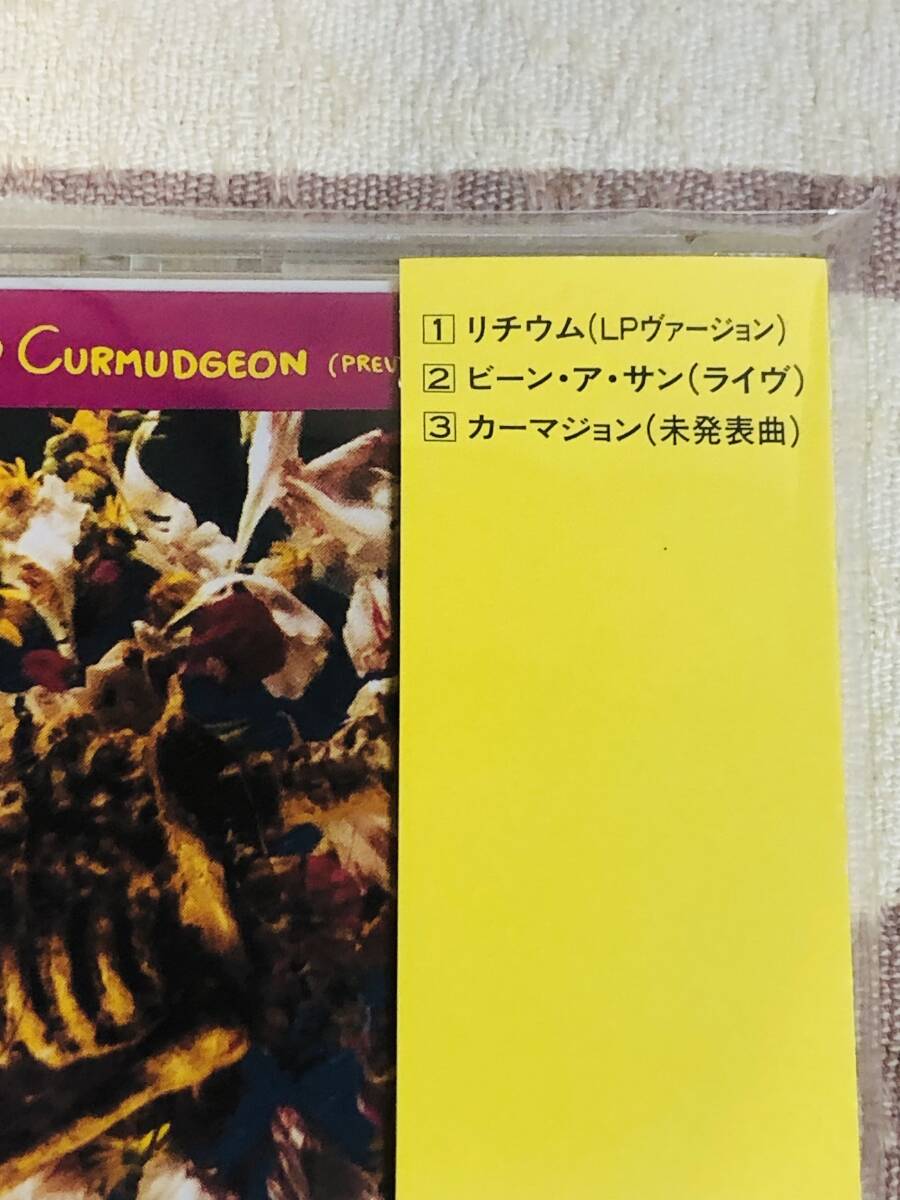 CURMUDGEON (PREV
1 リチウム(LPヴァージョン)
2 ビーン・ア・サン(ライヴ)
3 カーマジョン(未発表曲)